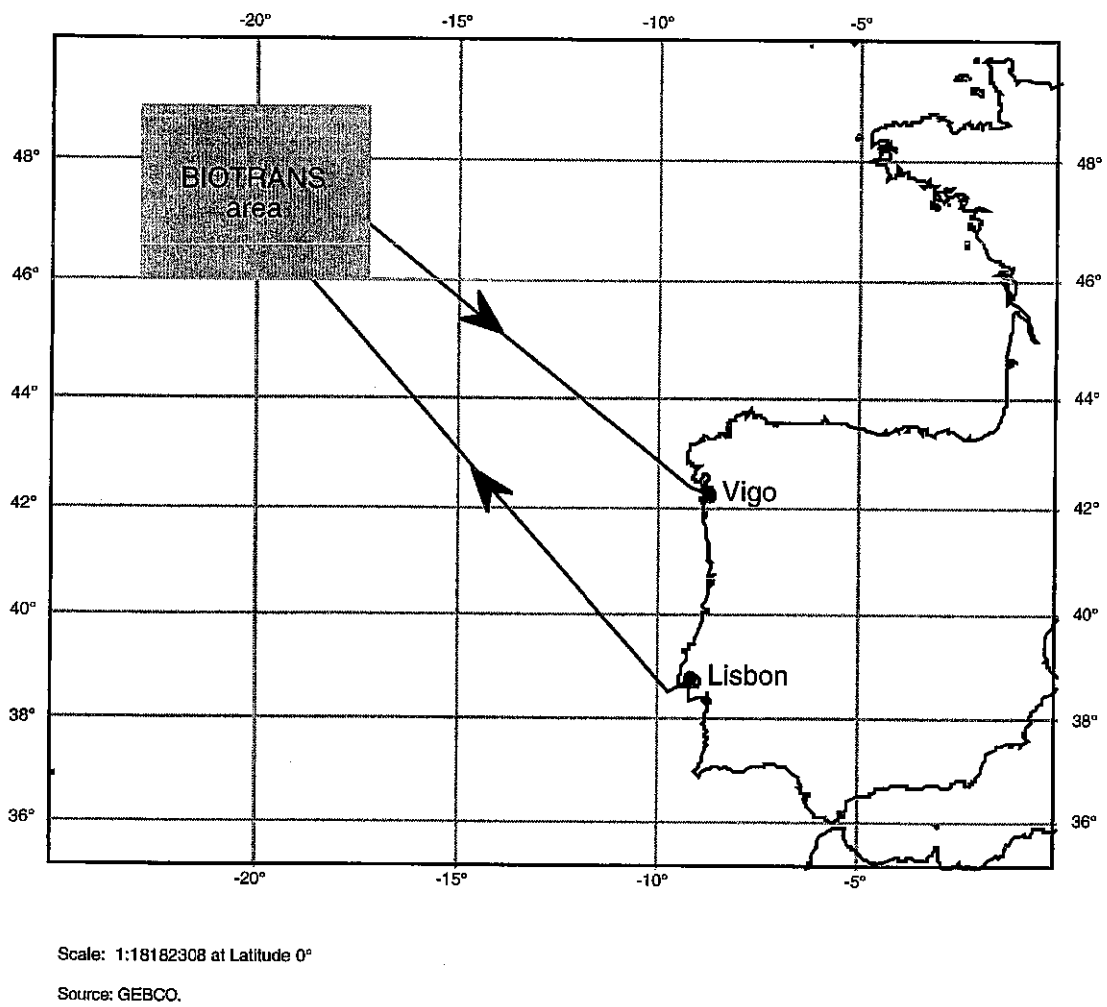 -20° -15° -10° -5°
48° 48°
BIOTRANS
area
46° 46°
44° 44°
Vigo
42° 42°
40° 40°
Lisbon
38° 38°
36° 36°
-20° -15° -10° -5°
Scale: 1:18182308 at Latitude 0°
Source: GEBCO.